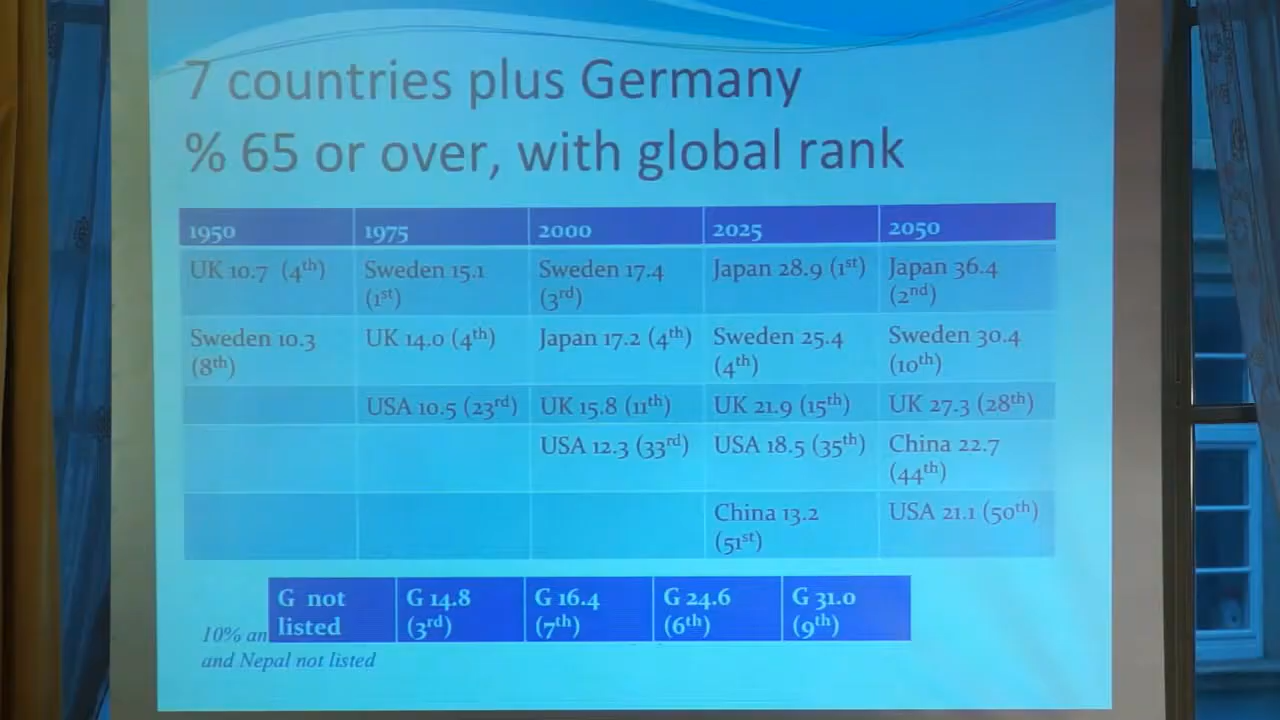 7 countries plus Germany
% 65 or over, with global rank
1950 1975 2000 2025 2050
UK 10.7 (4th) Sweden 15.1 (1st) Sweden 17.4 (3rd) Japan 28.9 (1st) Japan 36.4 (2nd)
Sweden 10.3 (8th) UK 14.0 (4th) Japan 17.2 (4th) Sweden 25.4 (4th) Sweden 30.4 (10th)
USA 10.5 (23rd) UK 15.8 (11th) UK 21.9 (15th) UK 27.3 (28th)
USA 12.3 (33rd) USA 18.5 (35th) China 22.7 (44th)
China 13.2 (51st) USA 21.1 (50th)
G not listed G 14.8 (3rd) G 16.4 (7th) G 24.6 (6th) G 31.0 (9th)
10% an
and Nepal not listed